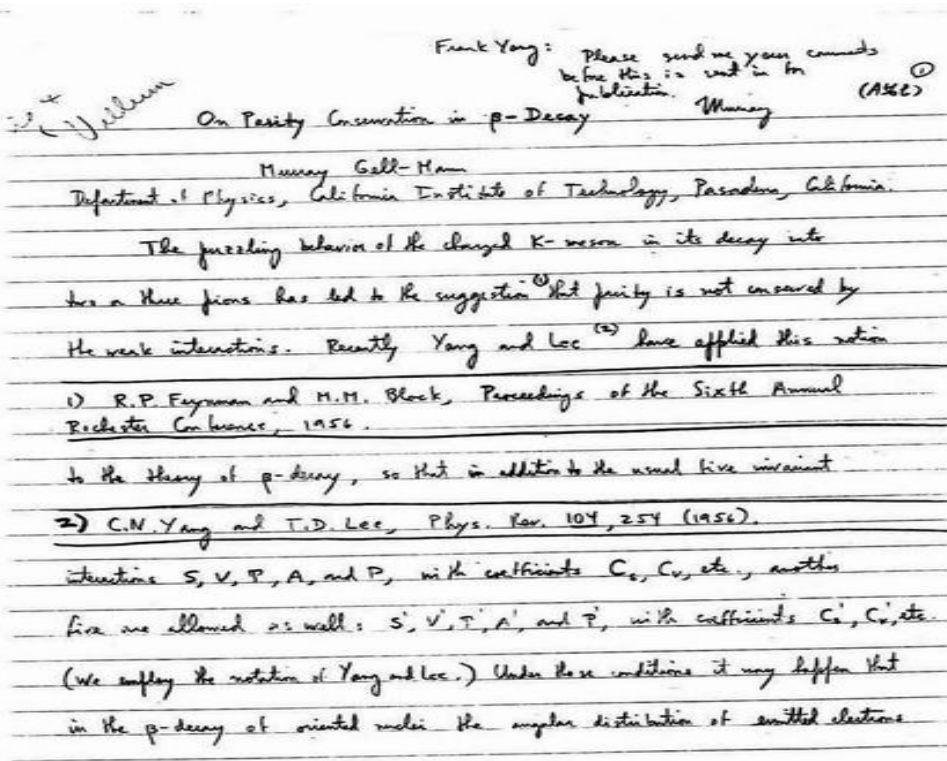 Frank Yang: Please send me your comments
before this is sent in for
publication.
Murray
①
(A%E)
On Parity Conservation in β-Decay
Murray Gell-Mann
Department of Physics, California Institute of Technology, Pasadena, California.
The puzzling behavior of the charged K-meson in its decay into
two or three pions has led to the suggestion (1) that parity is not conserved by
the weak interactions. Recently Yang and Lee (2) have applied this notion
1) R.P. Feynman and M.M. Block, Proceedings of the Sixth Annual
Rochester Conference, 1956.
to the theory of β-decay, so that in addition to the usual five invariant
2) C.N. Yang and T.D. Lee, Phys. Rev. 104, 254 (1956).
interactions S, V, T, A, and P, with coefficients Cs, Cv, etc., another
five are allowed as well: S', V', T', A', and P', with coefficients Cs', Cv', etc.
(We employ the notation of Yang and Lee.) Under these conditions it may happen that
in the β-decay of oriented nuclei the angular distribution of emitted electrons